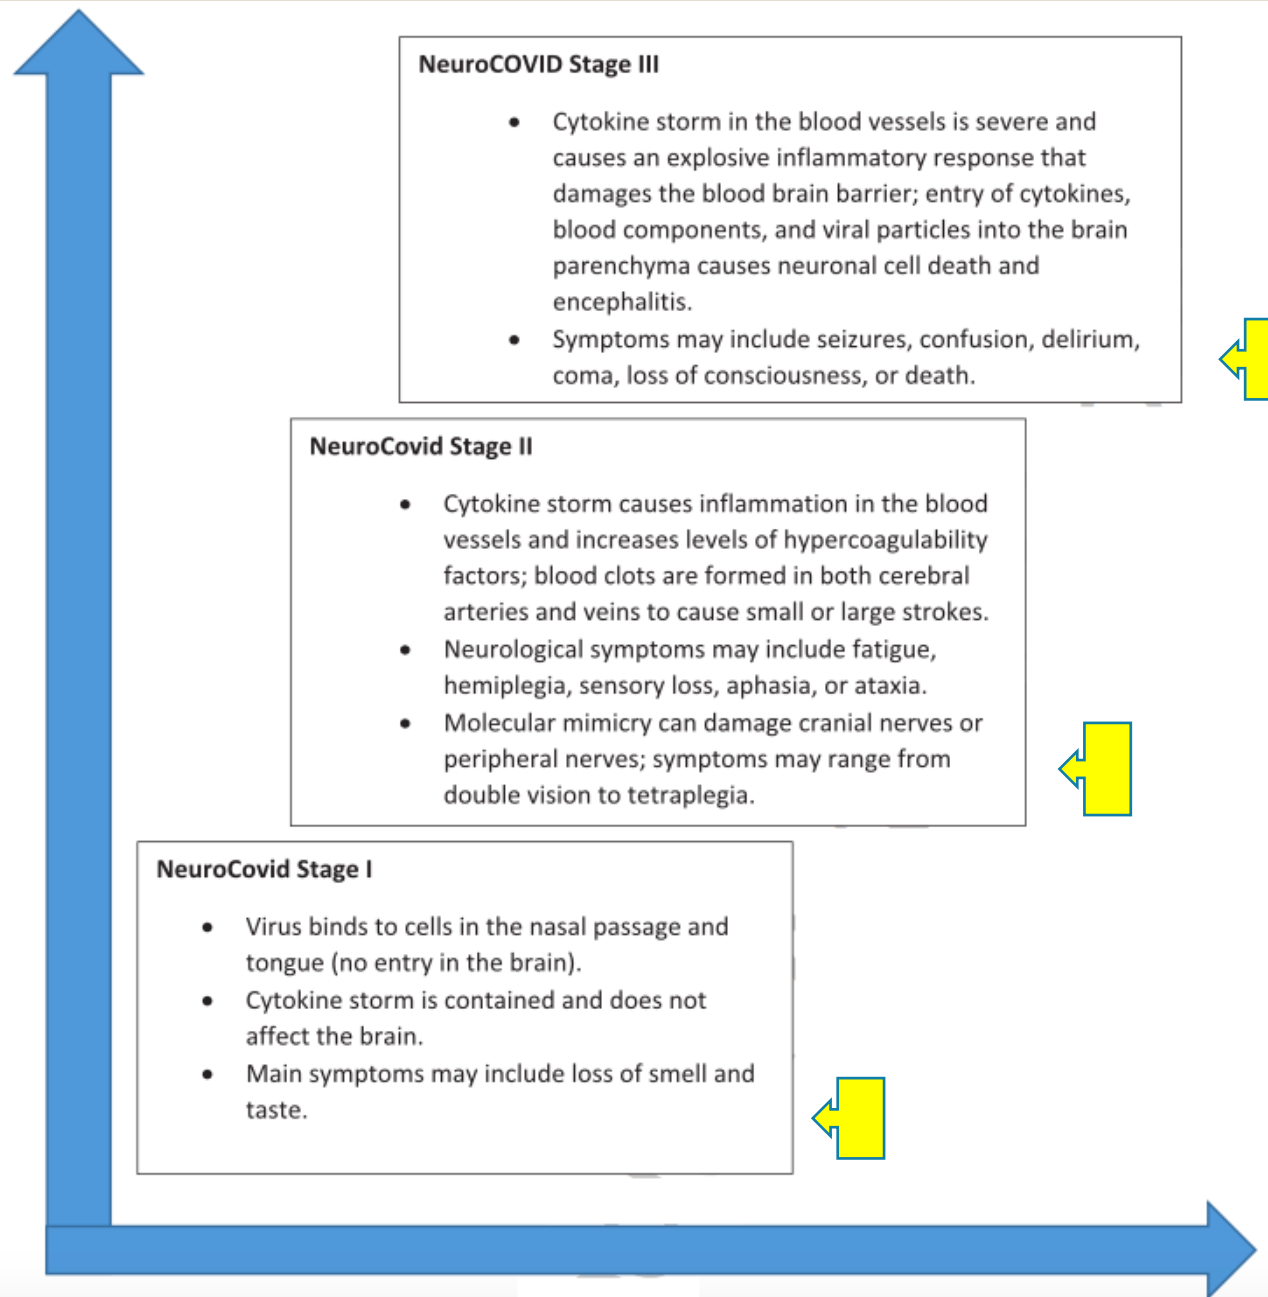 NeuroCOVID Stage III
• Cytokine storm in the blood vessels is severe and
causes an explosive inflammatory response that
damages the blood brain barrier; entry of cytokines,
blood components, and viral particles into the brain
parenchyma causes neuronal cell death and
encephalitis.
• Symptoms may include seizures, confusion, delirium,
coma, loss of consciousness, or death.
NeuroCovid Stage II
• Cytokine storm causes inflammation in the blood
vessels and increases levels of hypercoagulability
factors; blood clots are formed in both cerebral
arteries and veins to cause small or large strokes.
• Neurological symptoms may include fatigue,
hemiplegia, sensory loss, aphasia, or ataxia.
• Molecular mimicry can damage cranial nerves or
peripheral nerves; symptoms may range from
double vision to tetraplegia.
NeuroCovid Stage I
• Virus binds to cells in the nasal passage and
tongue (no entry in the brain).
• Cytokine storm is contained and does not
affect the brain.
• Main symptoms may include loss of smell and
taste.